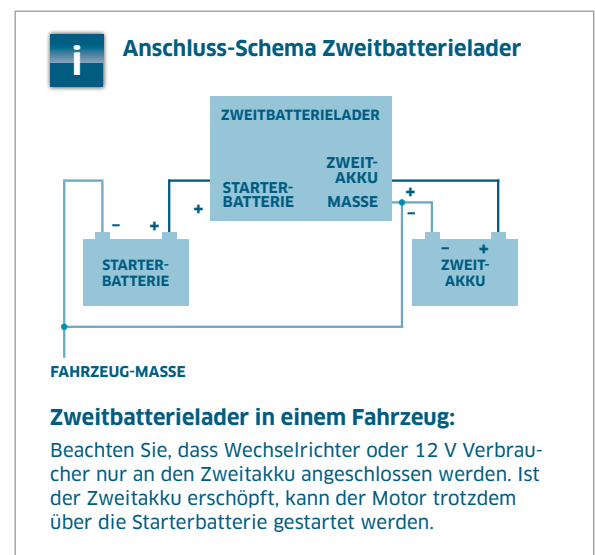 i
Anschluss-Schema Zweitbatterielader
ZWEITBATTERIELADER
ZWEIT-
AKKU
STARTER-
BATTERIE
MASSE
+
+
–
–
+
+
STARTER-
BATTERIE
–
+
ZWEIT-
AKKU
FAHRZEUG-MASSE
Zweitbatterielader in einem Fahrzeug:
Beachten Sie, dass Wechselrichter oder 12 V Verbrau-
cher nur an den Zweitakku angeschlossen werden. Ist
der Zweitakku erschöpft, kann der Motor trotzdem
über die Starterbatterie gestartet werden.